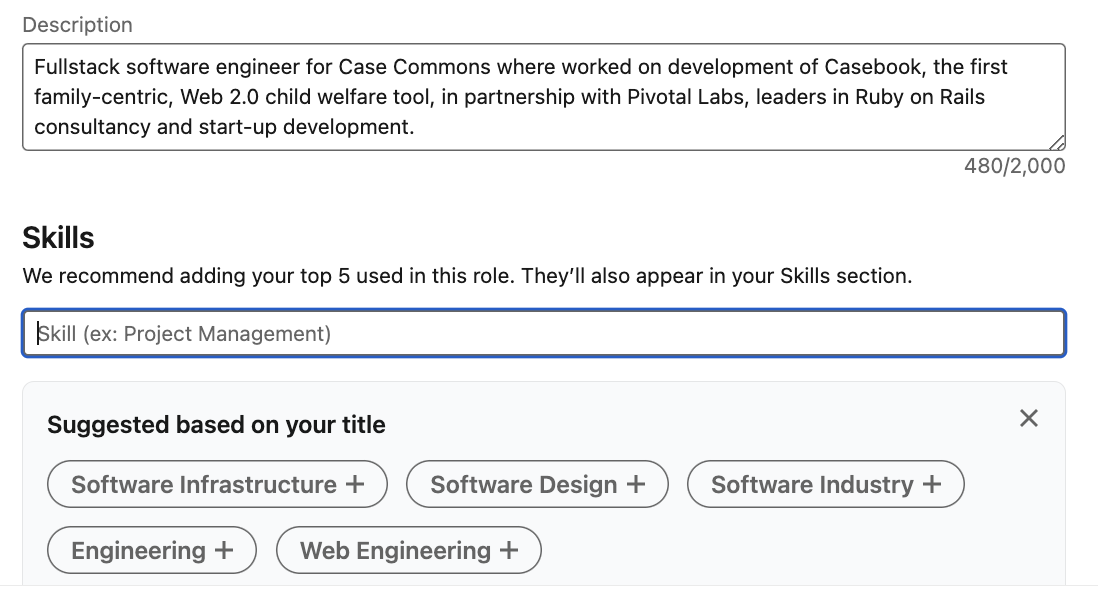 Description
Fullstack software engineer for Case Commons where worked on development of Casebook, the first
family-centric, Web 2.0 child welfare tool, in partnership with Pivotal Labs, leaders in Ruby on Rails
consultancy and start-up development.
480/2,000
Skills
We recommend adding your top 5 used in this role. They’ll also appear in your Skills section.
Skill (ex: Project Management)
Suggested based on your title
Software Infrastructure +
Software Design +
Software Industry +
Engineering +
Web Engineering +